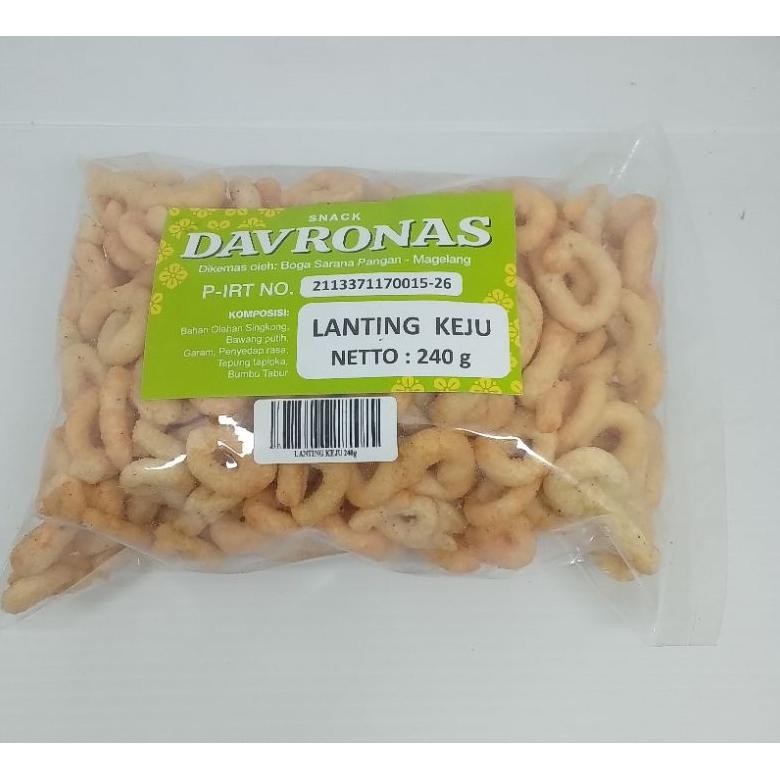 SNACK
DAVRONAS
Dikemas oleh: Boga Sarana Pangan - Magelang
P-IRT NO. 2113371170015-26
KOMPOSISI:
Bahan Olahan Singkong,
Bawang putih,
Garam, Penyedap rasa,
Tepung tapioka,
Bumbu Tabur
LANTING KEJU
NETTO : 240 g
LANTING KEJU 240g